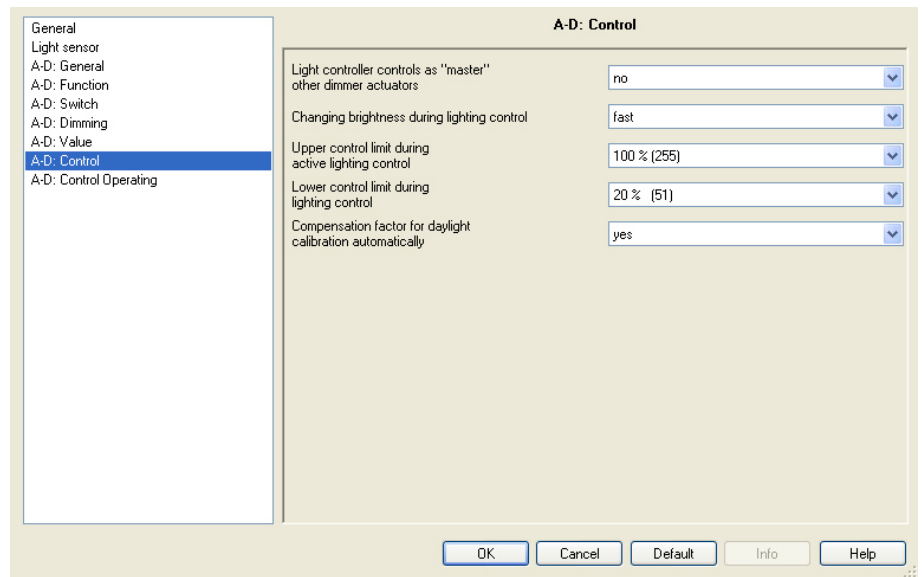 General
Light sensor
A-D: General
A-D: Function
A-D: Switch
A-D: Dimming
A-D: Value
A-D: Control
A-D: Control Operating
A-D: Control
Light controller controls as "master"
other dimmer actuators
no
Changing brightness during lighting control
fast
Upper control limit during
active lighting control
100 % (255)
Lower control limit during
lighting control
20 % (51)
Compensation factor for daylight
calibration automatically
yes
OK
Cancel
Default
Info
Help